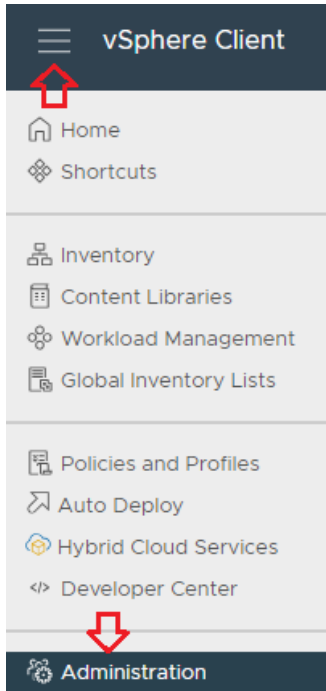 vSphere Client
Home
Shortcuts
Inventory
Content Libraries
Workload Management
Global Inventory Lists
Policies and Profiles
Auto Deploy
Hybrid Cloud Services
Developer Center
Administration